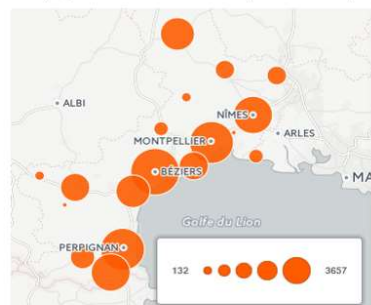 ALBI
NÎMES
MONTPELLIER
ARLES
BÉZIERS
MA
Golfe du Lion
PERPIGNAN
132 3657